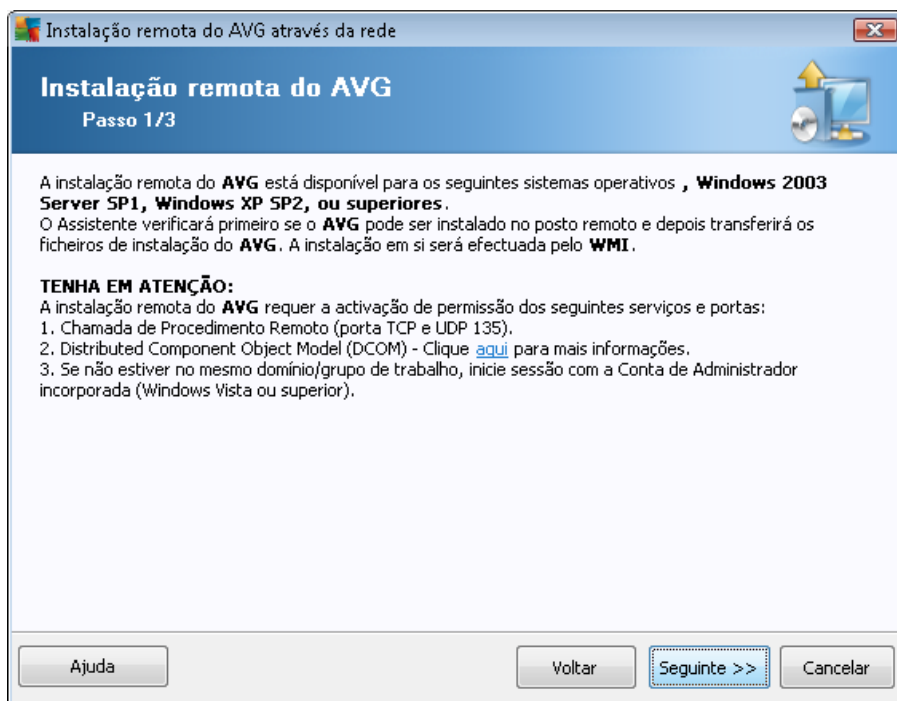 Instalação remota do AVG através da rede
Instalação remota do AVG
Passo 1/3
A instalação remota do AVG está disponível para os seguintes sistemas operativos , Windows 2003
Server SP1, Windows XP SP2, ou superiores.
O Assistente verificará primeiro se o AVG pode ser instalado no posto remoto e depois transferirá os
ficheiros de instalação do AVG. A instalação em si será efectuada pelo WMI.
TENHA EM ATENÇÃO:
A instalação remota do AVG requer a activação de permissão dos seguintes serviços e portas:
1. Chamada de Procedimento Remoto (porta TCP e UDP 135).
2. Distributed Component Object Model (DCOM) - Clique aqui para mais informações.
3. Se não estiver no mesmo domínio/grupo de trabalho, inicie sessão com a Conta de Administrador
incorporada (Windows Vista ou superior).
Ajuda
Voltar
Seguinte >>
Cancelar